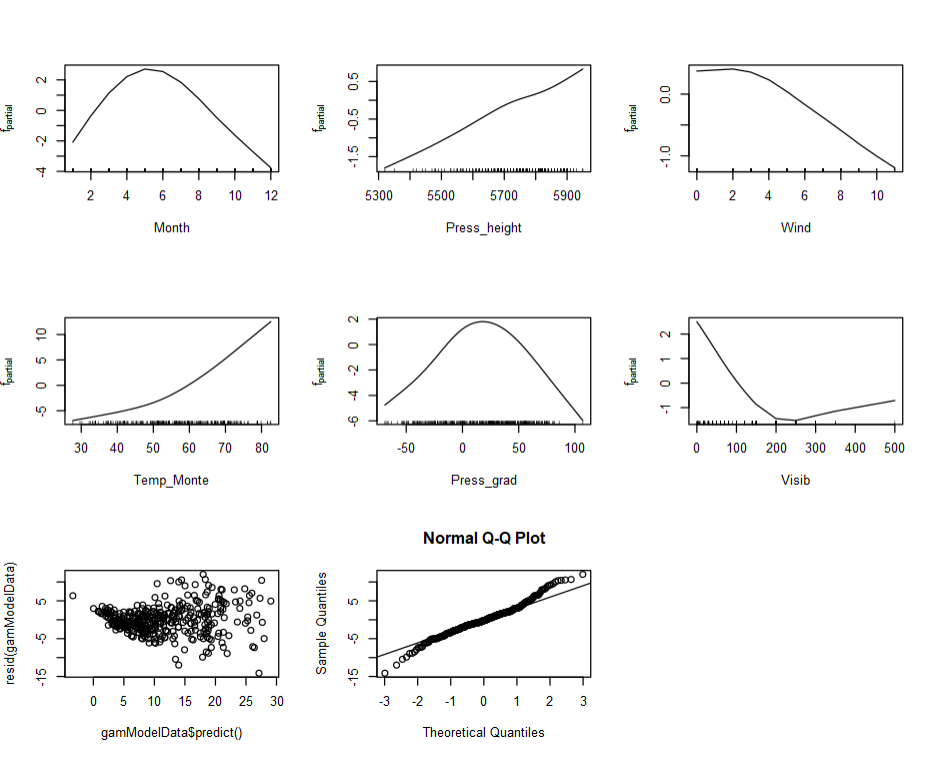 f_partial
2
0
-2
-4
2 4 6 8 10 12
Month
f_partial
0.5
-0.5
-1.5
5300 5500 5700 5900
Press_height
f_partial
0.0
-1.0
0 2 4 6 8 10
Wind
f_partial
10
5
0
-5
30 40 50 60 70 80
Temp_Monte
f_partial
2
0
-2
-4
-6
-50 0 50 100
Press_grad
f_partial
2
1
-1
0 100 200 300 400 500
Visib
resid(gamModelData)
5
-5
-15
0 5 10 15 20 25 30
gamModelData$predict()
Normal Q-Q Plot
Sample Quantiles
5
-5
-15
-3 -2 -1 0 1 2 3
Theoretical Quantiles